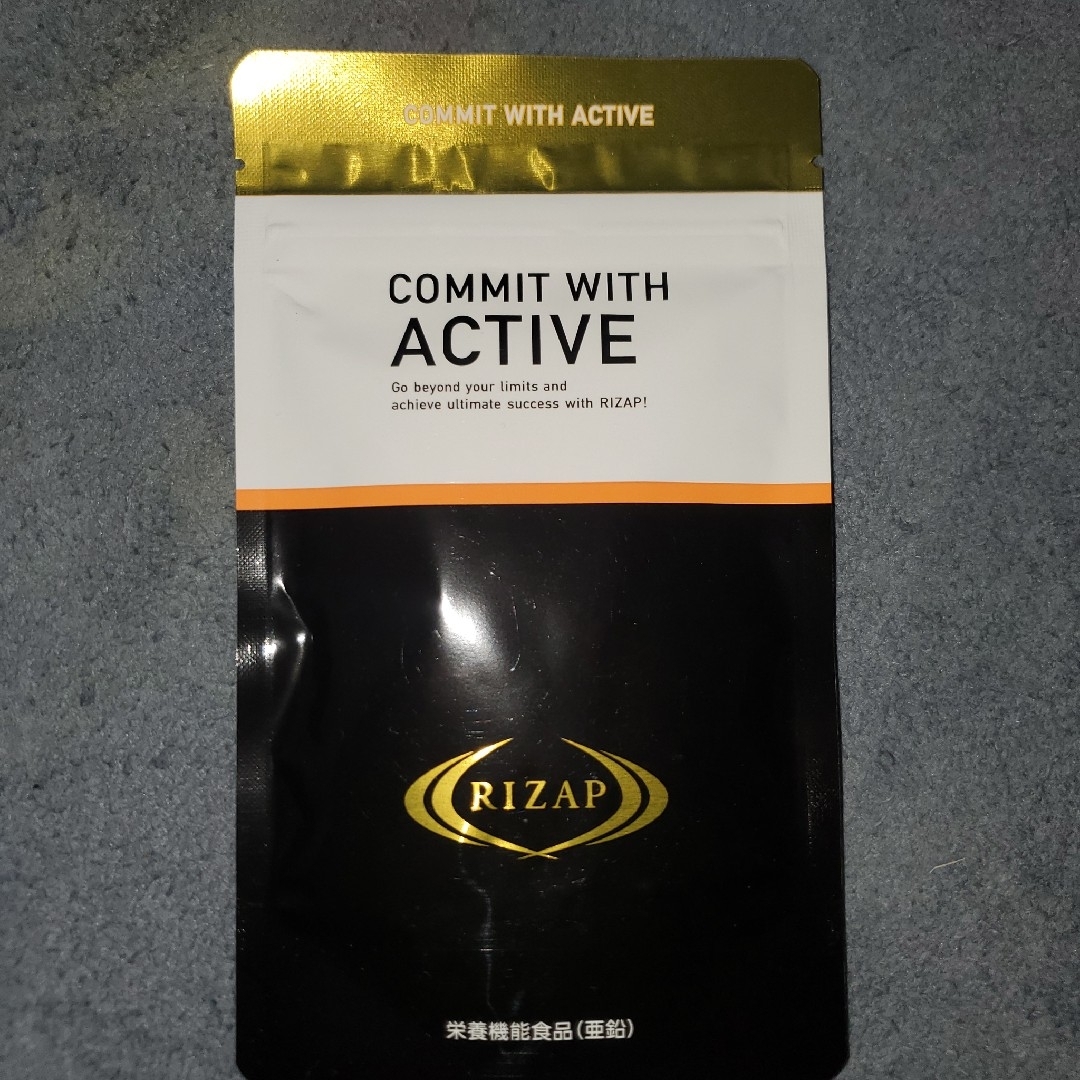 COMMIT WITH ACTIVE
COMMIT WITH
ACTIVE
Go beyond your limits and
achieve ultimate success with RIZAP!
RIZAP
栄養機能食品(亜鉛)